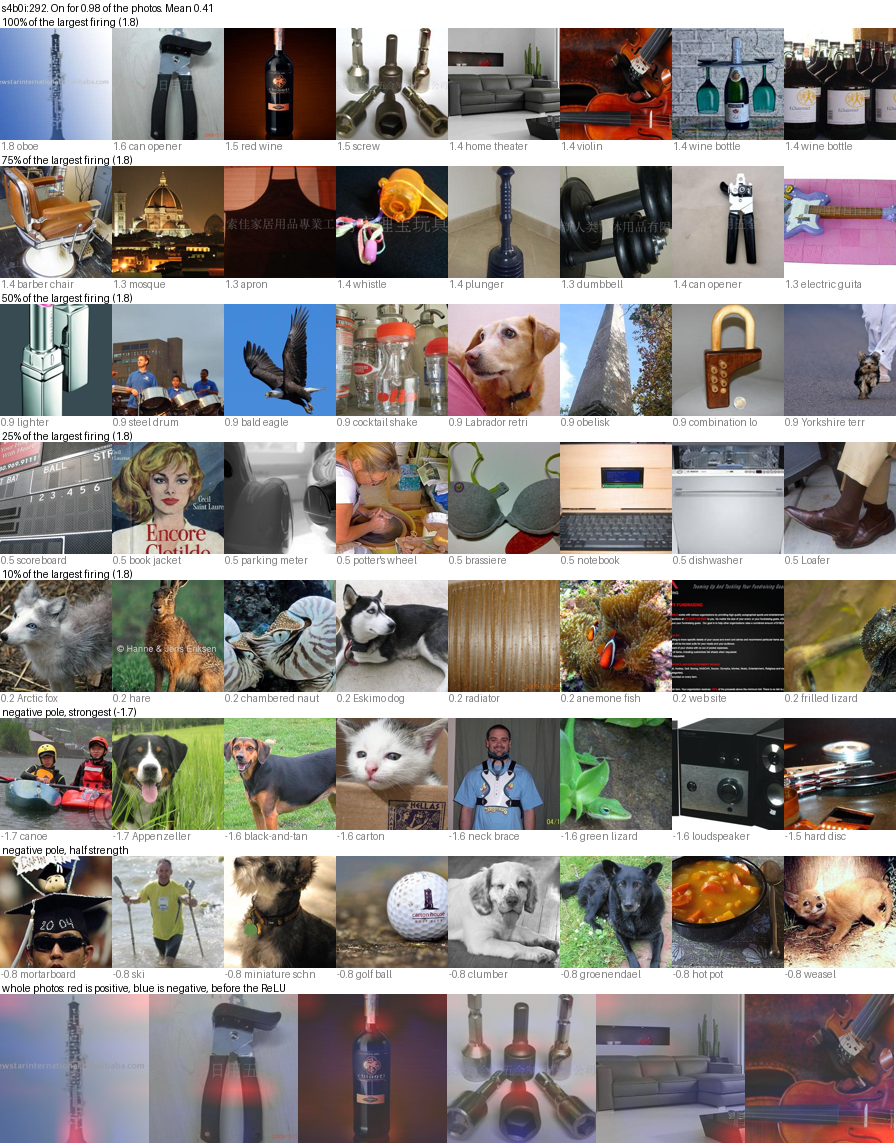 s4b0i:292. On for 0.98 of the photos. Mean 0.41
100% of the largest firing (1.8)
1.8 oboe
1.6 can opener
1.5 red wine
1.5 screw
1.4 home theater
1.4 violin
1.4 wine bottle
1.4 wine bottle
75% of the largest firing (1.8)
1.4 barber chair
1.3 mosque
1.3 apron
1.4 whistle
1.4 plunger
1.3 dumbbell
1.4 can opener
1.3 electric guita
50% of the largest firing (1.8)
0.9 lighter
0.9 steel drum
0.9 bald eagle
0.9 cocktail shake
0.9 Labrador retri
0.9 obelisk
0.9 combination lo
0.9 Yorkshire terr
25% of the largest firing (1.8)
BALL
BAT
1 2 3 4 5 6
Cecil
Saint Laure
Encore
Clotilde
0.5 scoreboard
0.5 book jacket
0.5 parking meter
0.5 potter's wheel
0.5 brassiere
0.5 notebook
0.5 dishwasher
0.5 Loafer
10% of the largest firing (1.8)
© Hanne & Jens Eriksen
0.2 Arctic fox
0.2 hare
0.2 chambered naut
0.2 Eskimo dog
0.2 radiator
0.2 anemone fish
0.2 web site
0.2 frilled lizard
negative pole, strongest (-1.7)
-1.7 canoe
-1.7 Appenzeller
-1.6 black-and-tan
-1.6 carton
-1.6 neck brace
-1.6 green lizard
-1.6 loudspeaker
-1.5 hard disc
negative pole, half strength
20 04
-0.8 mortarboard
-0.8 ski
-0.8 miniature schn
-0.8 golf ball
-0.8 clumber
-0.8 groenendael
-0.8 hot pot
-0.8 weasel
whole photos: red is positive, blue is negative, before the ReLU